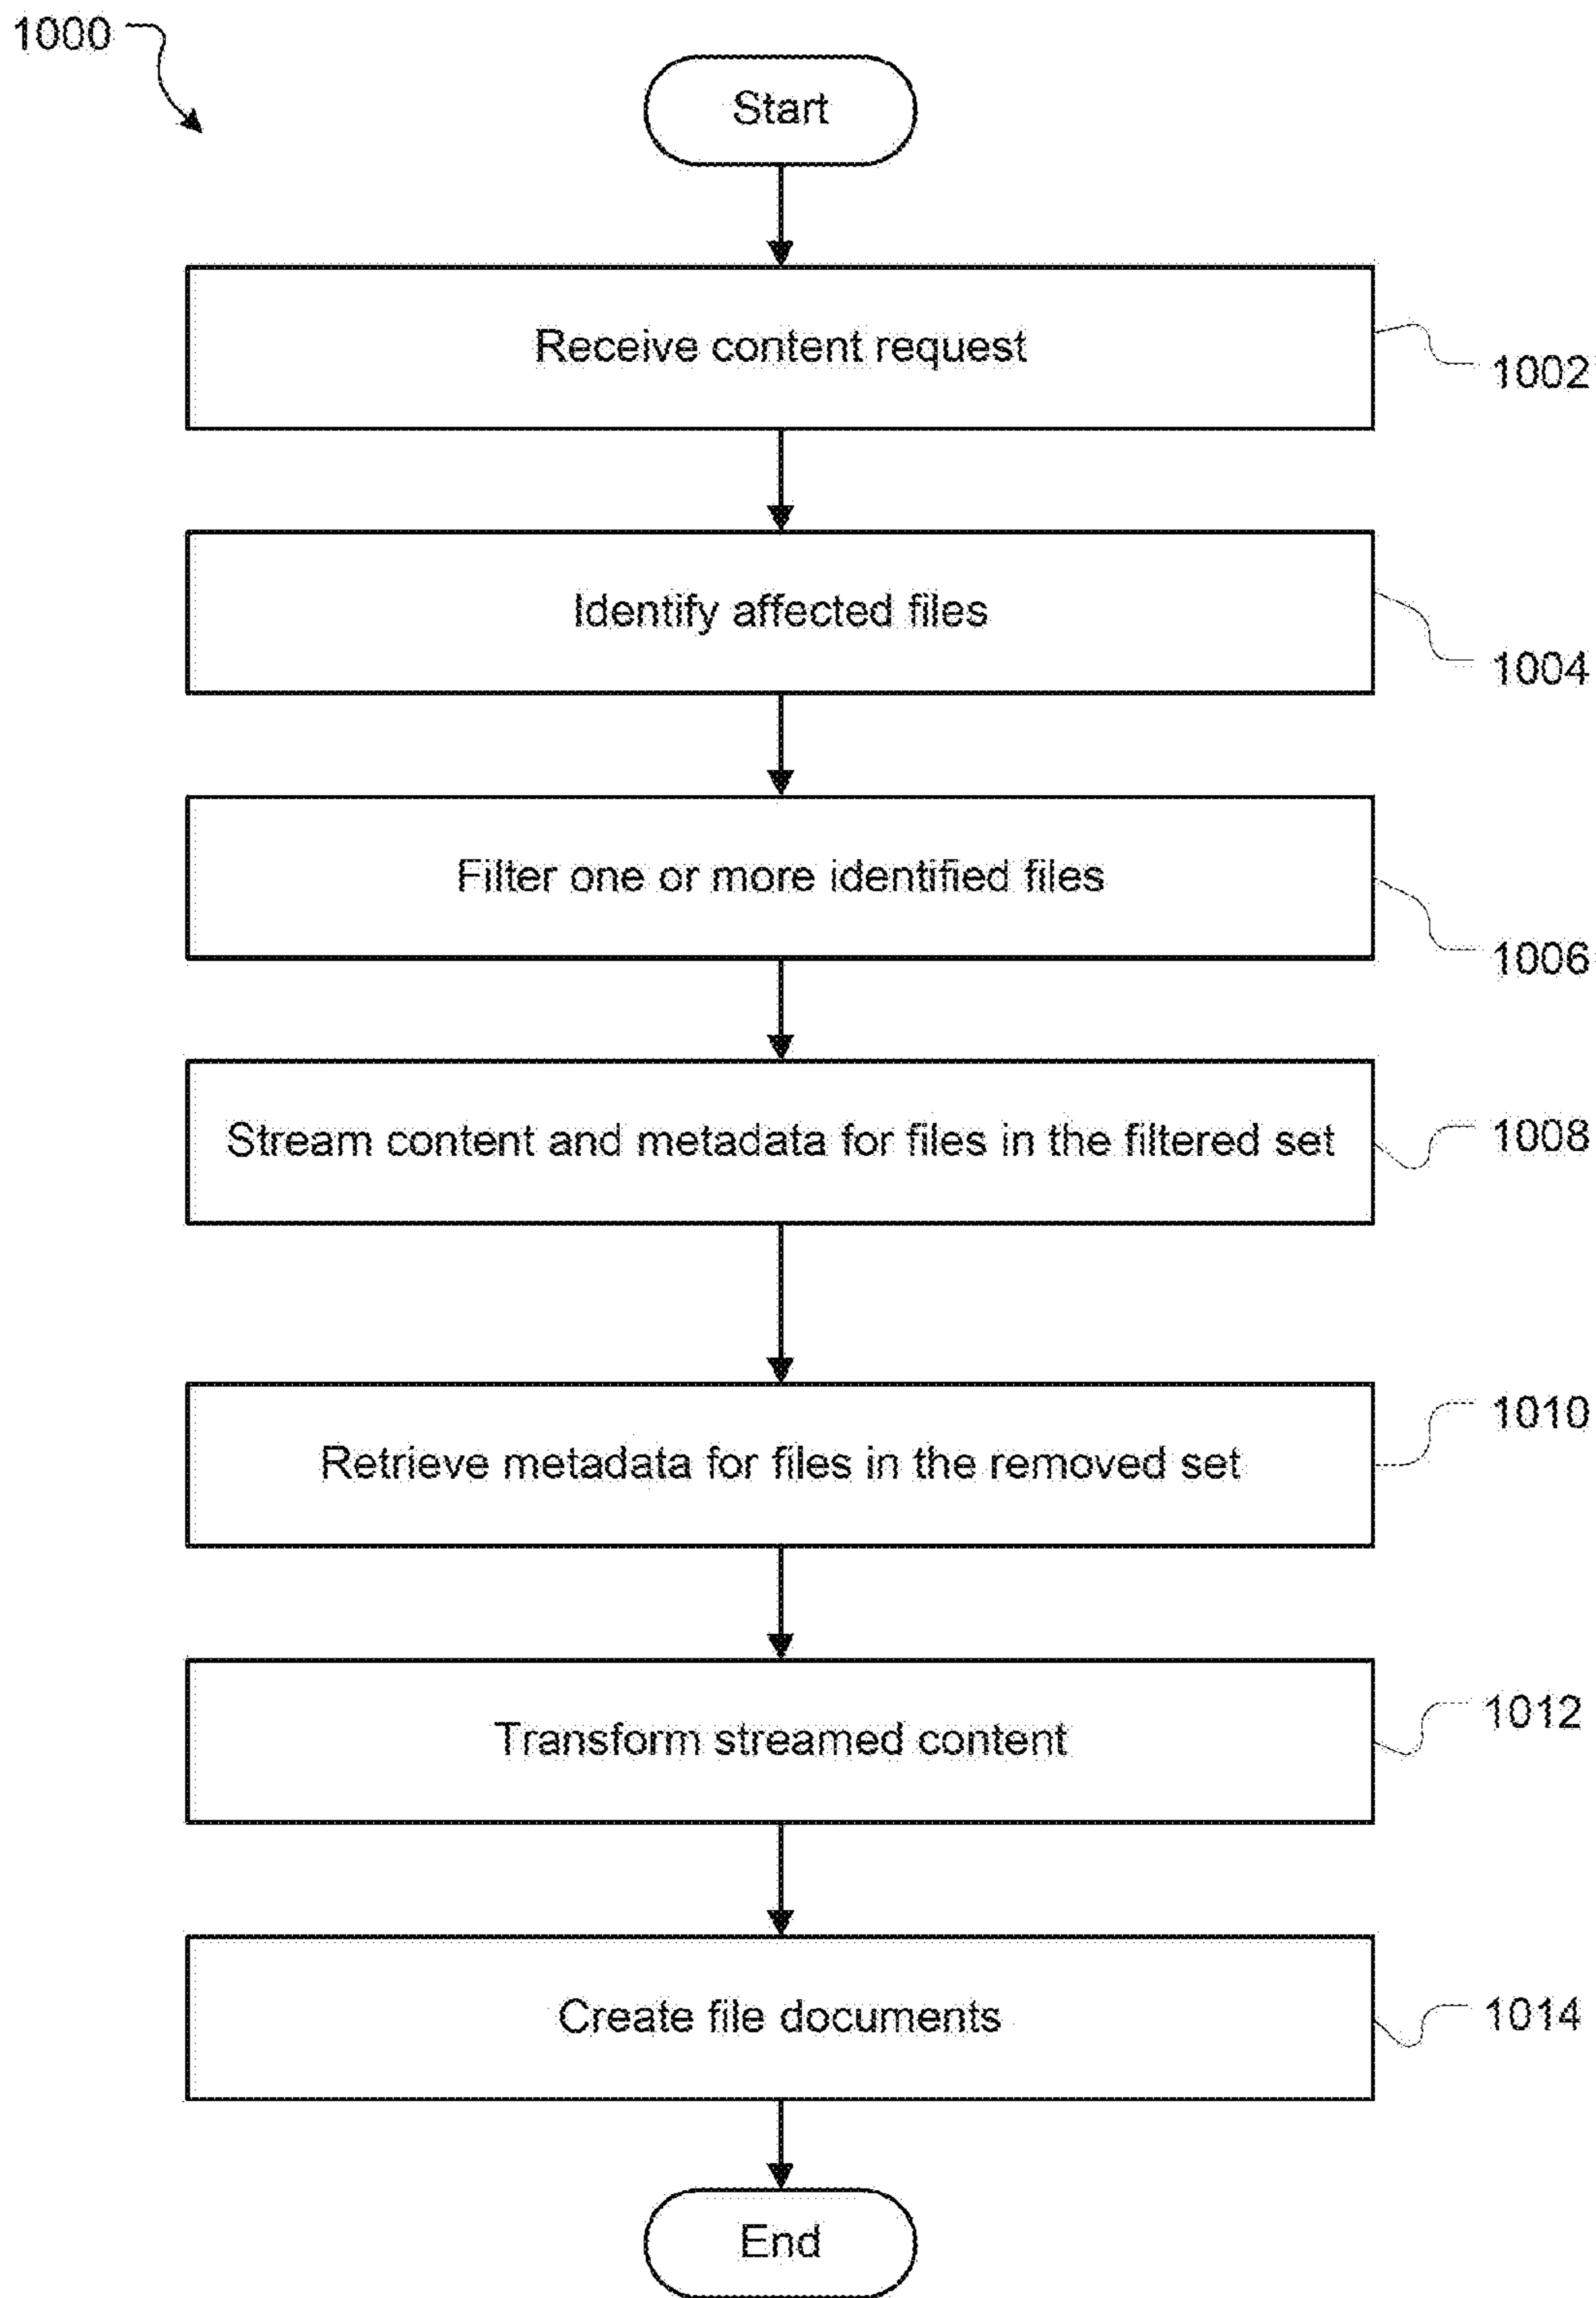 1000
Start
Receive content request
1002
Identify affected files
1004
Filter one or more identified files
1006
Stream content and metadata for files in the filtered set
1008
Retrieve metadata for files in the removed set
1010
Transform streamed content
1012
Create file documents
1014
End